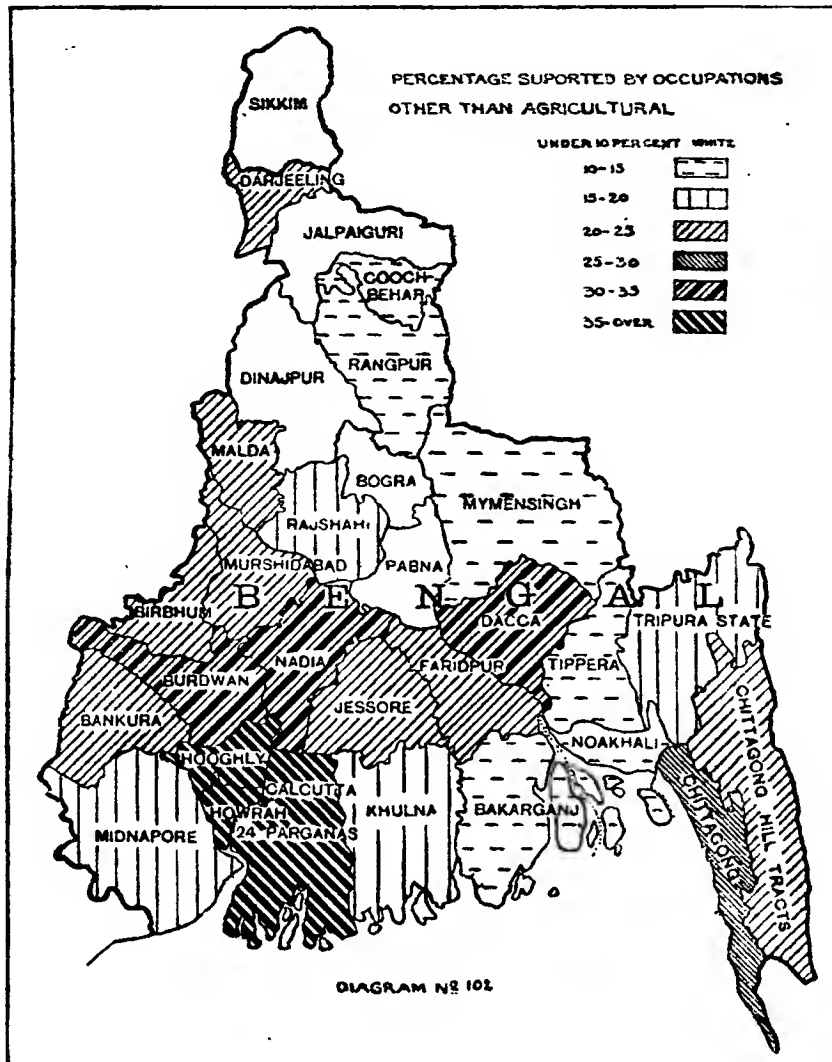 PERCENTAGE SUPORTED BY OCCUPATIONS
OTHER THAN AGRICULTURAL
UNDER 10 PERCENT WHITE
10-15
15-20
20-25
25-30
30-35
35-OVER
SIKKIM
DARJEELING
JALPAIGURI
COOCH
BEHAR
RANGPUR
DINAJPUR
MALDA
BOGRA
MYMENSINGH
RAJSHAHI
MURSHIDABAD
PABNA
BENGAL
BIRBHUM
DACCA
TRIPURA STATE
NADIA
FARIDPUR
TIPPERA
BURDWAN
BANKURA
JESSORE
NOAKHALI
CHITTAGONG HILL TRACTS
HOOGHLY
CALCUTTA
HOWRAH
24 PARGANAS
KHULNA
BAKARGANJ
CHITTAGONG
MIDNAPORE
DIAGRAM Nº 102